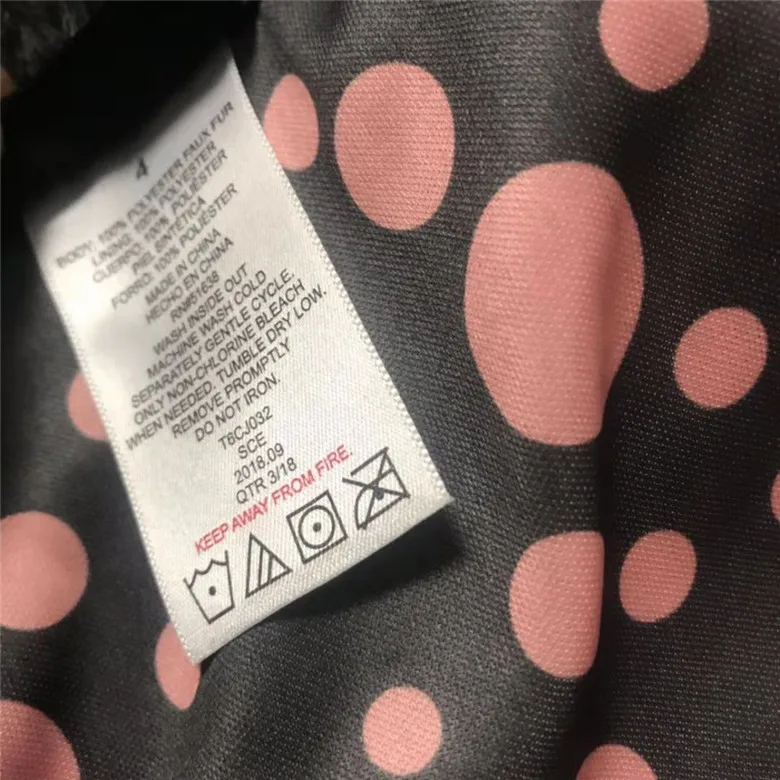 4
BODY: 100% POLYESTER FAUX FUR
LINING: 100% POLYESTER
CUERPO: 100% POLIÉSTER
PIEL SINTÉTICA
FORRO: 100% POLIÉSTER
MADE IN CHINA
HECHO EN CHINA
RN#51638
WASH INSIDE OUT
MACHINE WASH COLD
SEPARATELY GENTLE CYCLE.
ONLY NON-CHLORINE BLEACH
WHEN NEEDED. TUMBLE DRY LOW.
REMOVE PROMPTLY
DO NOT IRON.
T6CJ032
SCE
2018.09
QTR 3/18
KEEP AWAY FROM FIRE.